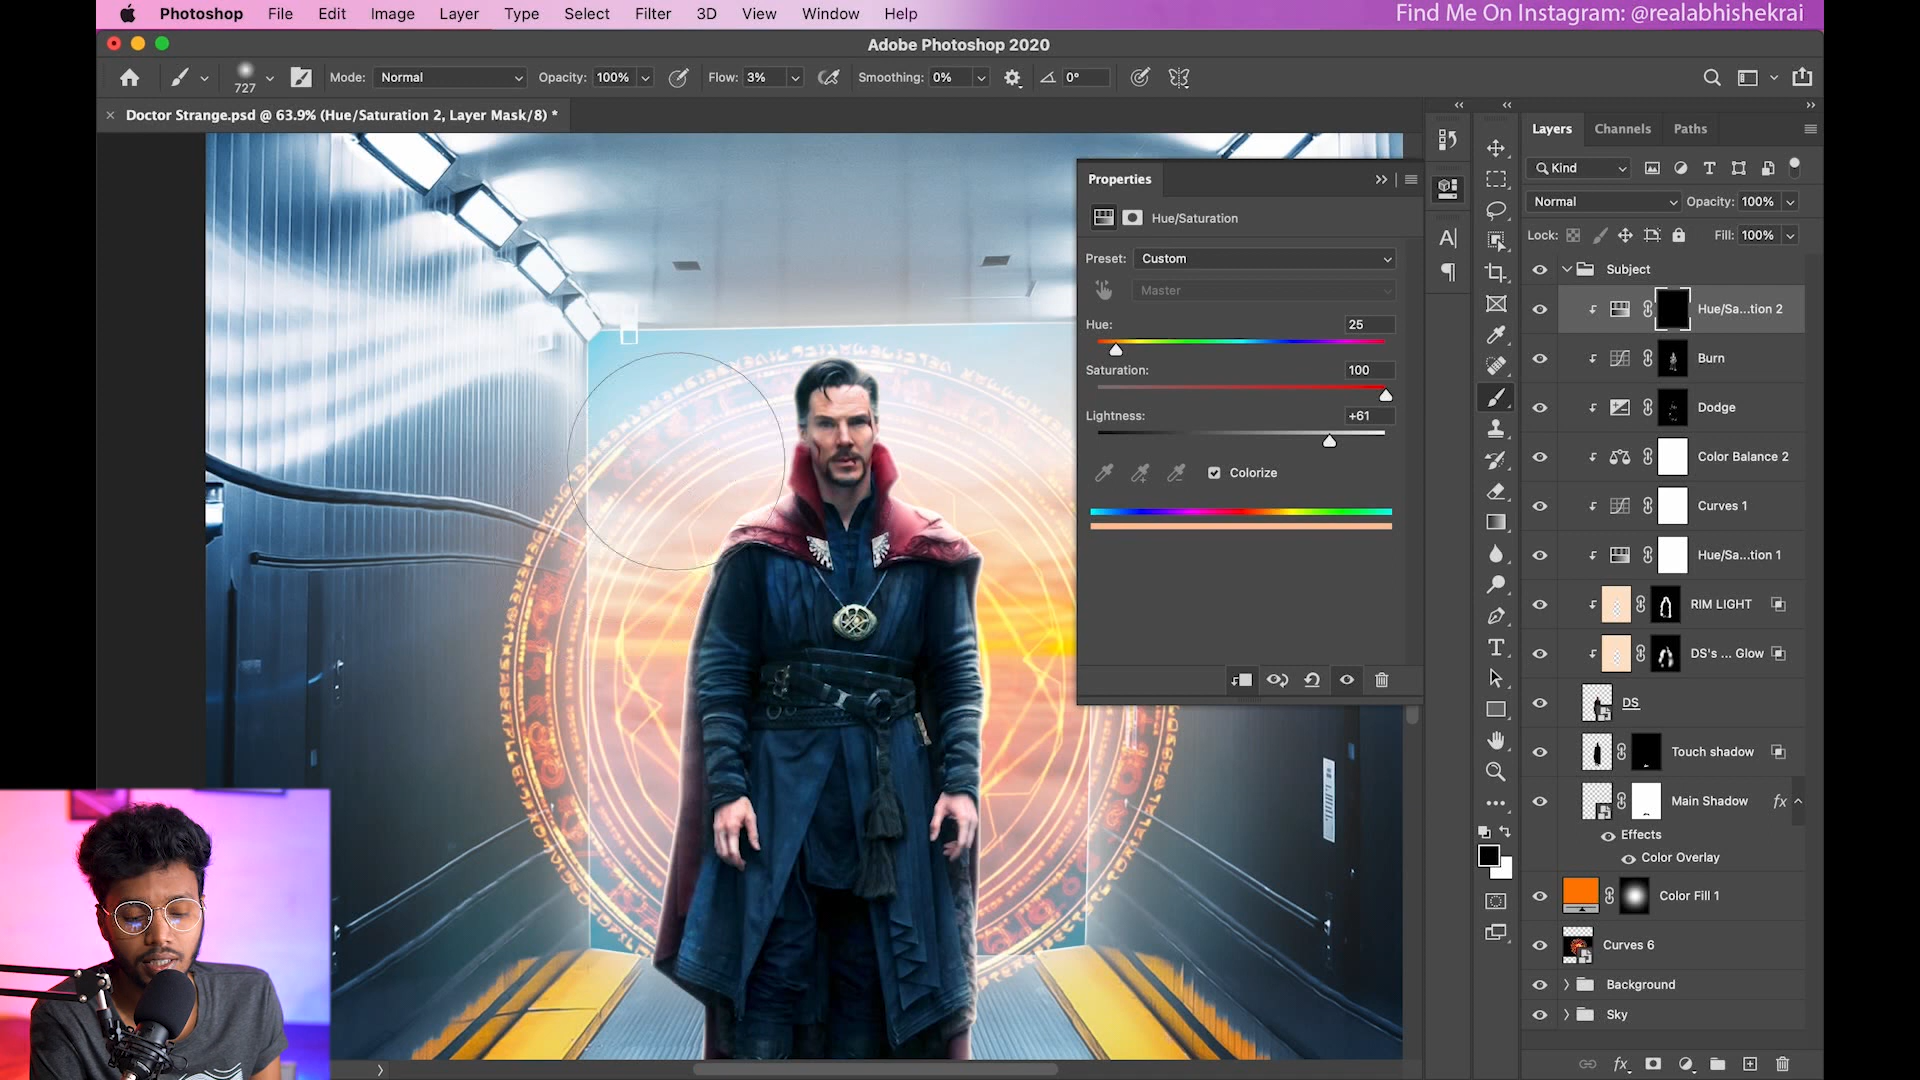 Photoshop File Edit Image Layer Type Select Filter 3D View Window Help
Find Me On Instagram: @realabhishekrai
Adobe Photoshop 2020
727 Mode: Normal Opacity: 100% Flow: 3% Smoothing: 0% 0°
Doctor Strange.psd @ 63.9% (Hue/Saturation 2, Layer Mask/8) *
Properties
Hue/Saturation
Preset: Custom
Master
Hue: 25
Saturation: 100
Lightness: +61
Colorize
Layers Channels Paths
Kind
Normal Opacity: 100%
Lock: Fill: 100%
Subject
Hue/Sa...tion 2
Burn
Dodge
Color Balance 2
Curves 1
Hue/Sa...tion 1
RIM LIGHT
DS's ... Glow
DS
Touch shadow
Main Shadow fx
Effects
Color Overlay
Color Fill 1
Curves 6
Background
Sky
fx